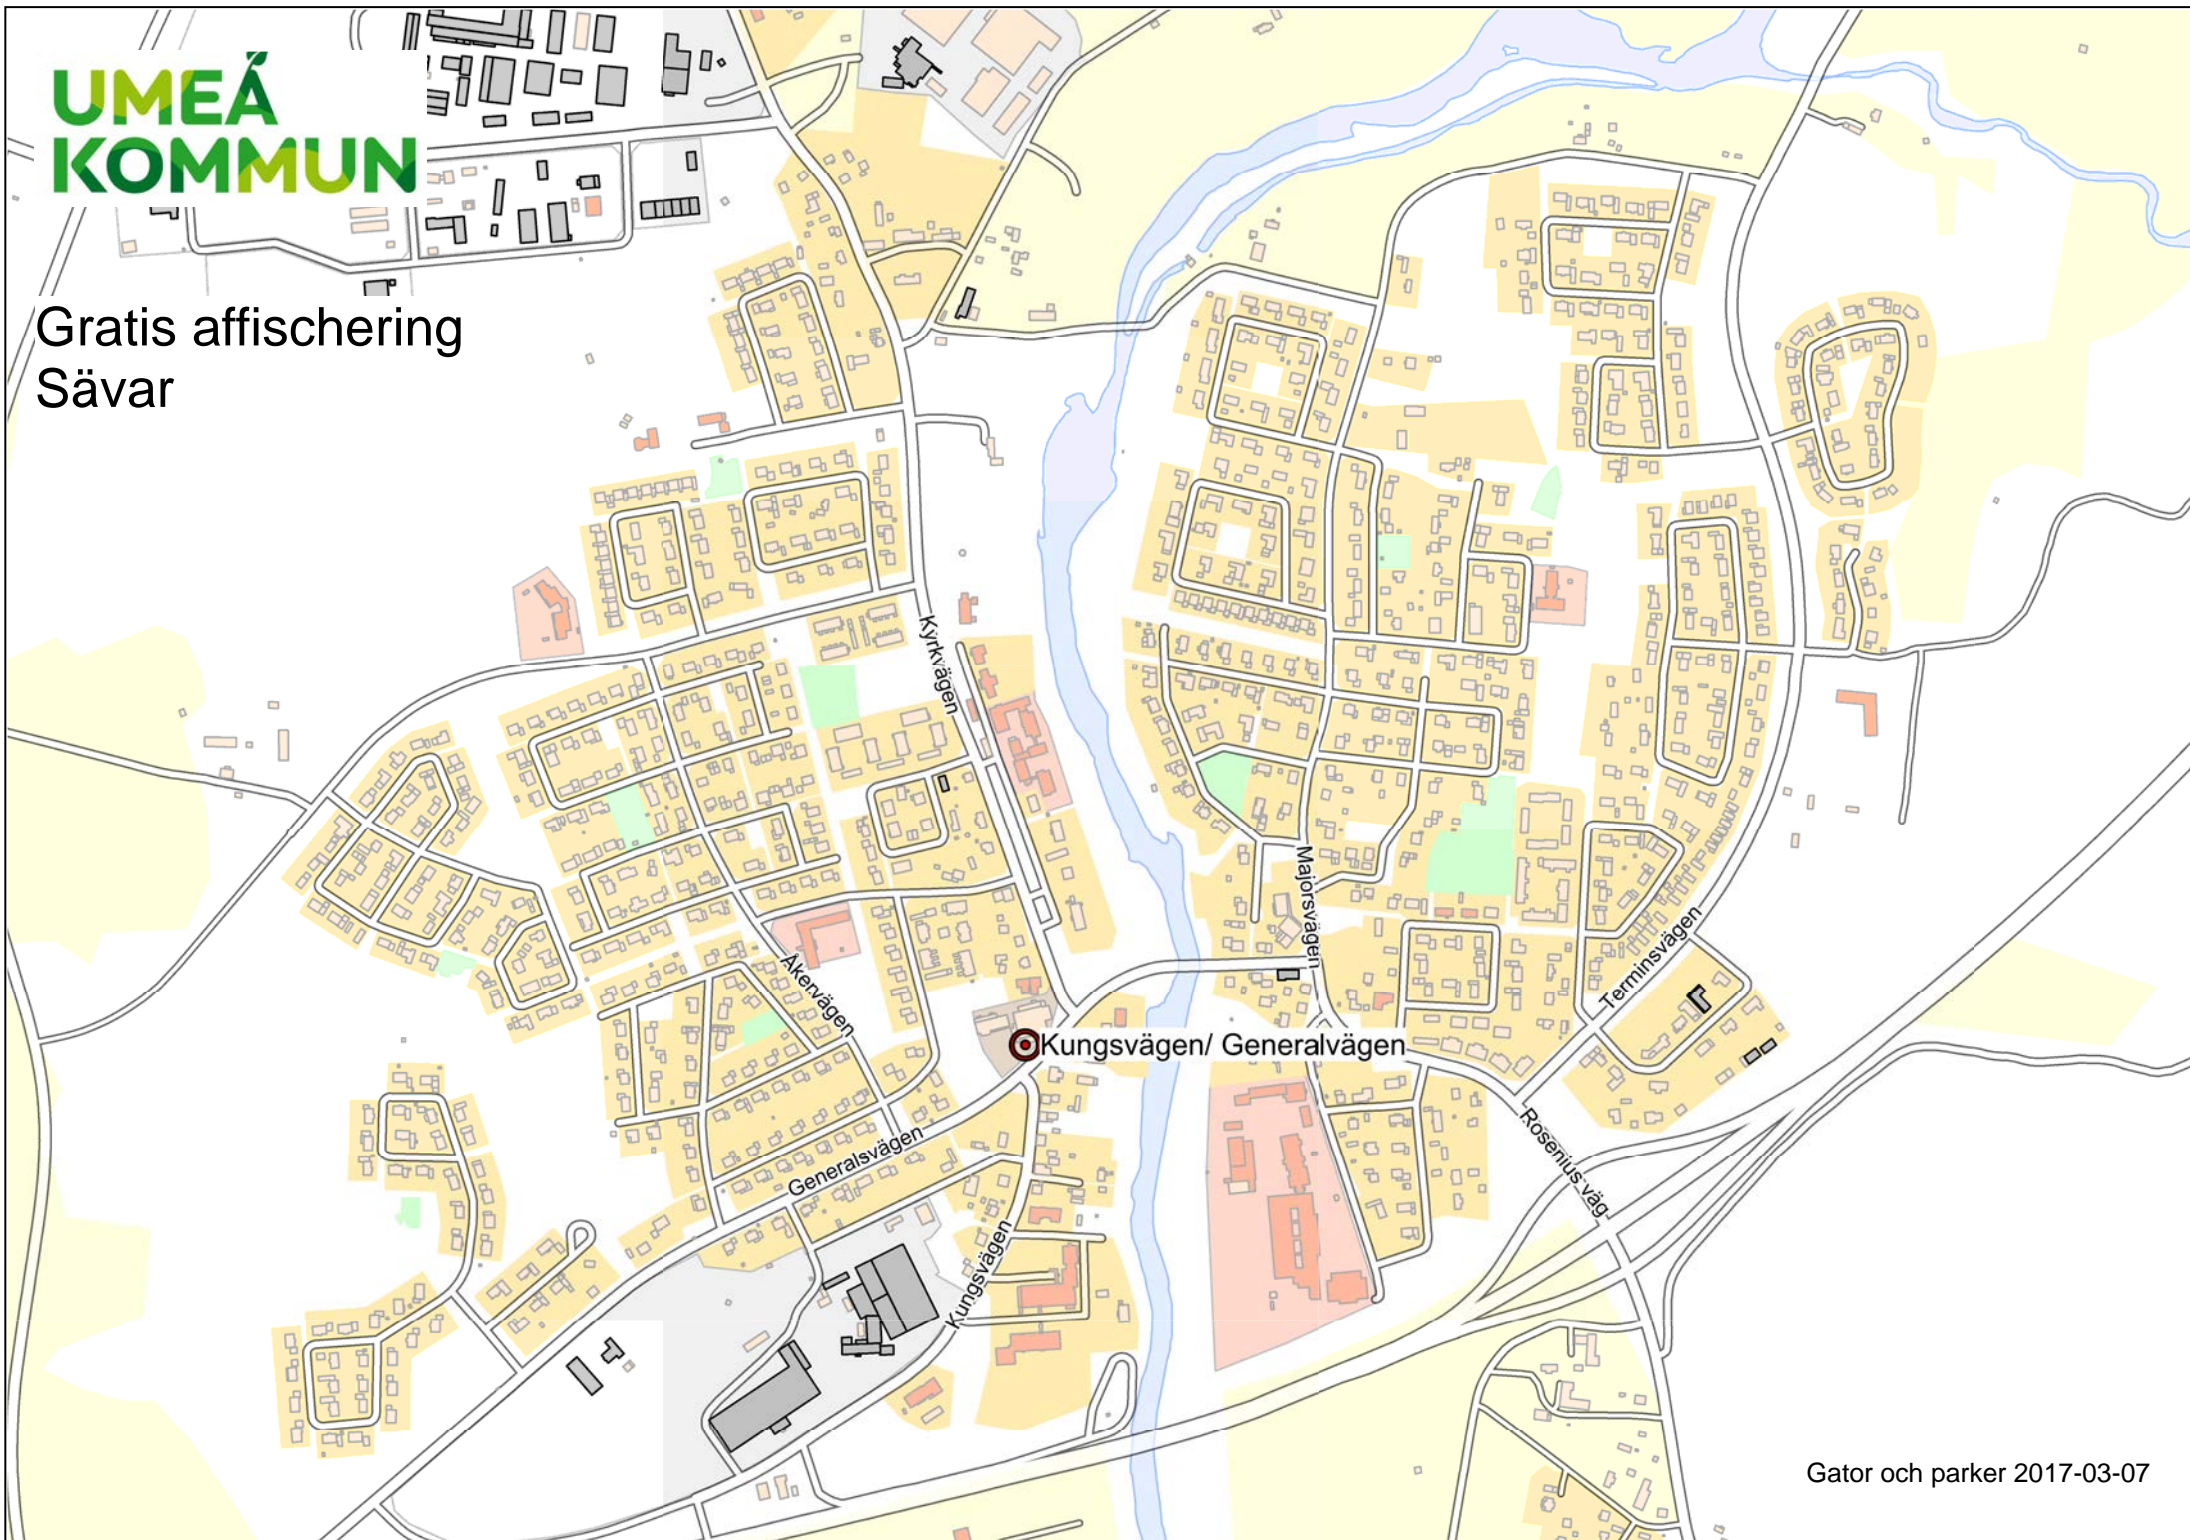 UMEÅ
KOMMUN
Gratis affischering
Sävar
Kyrkvägen
Majorsvägen
Terminsvägen
Åkervägen
Kungsvägen/ Generalvägen
Rosenius väg
Generalsvägen
Kungsvägen
Gator och parker 2017-03-07